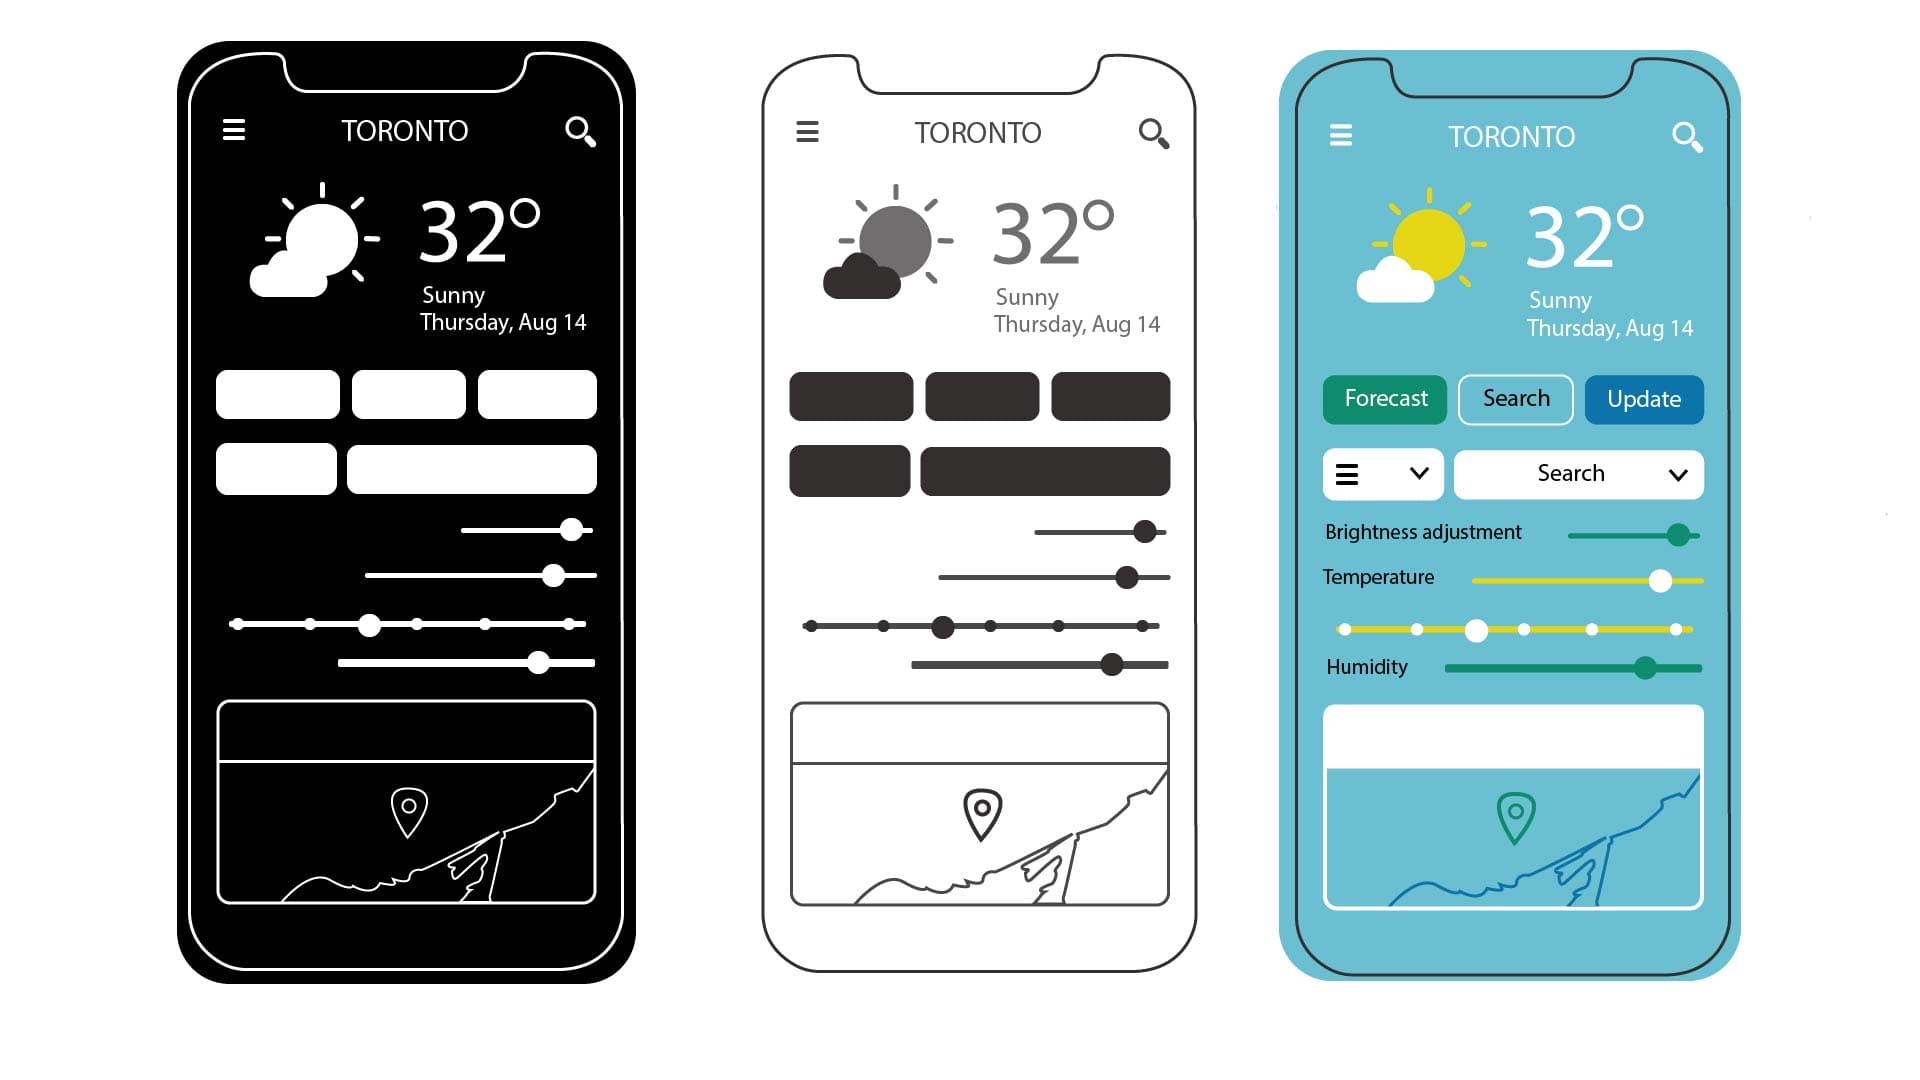 TORONTO
32°
Sunny
Thursday, Aug 14
TORONTO
32°
Sunny
Thursday, Aug 14
TORONTO
32°
Sunny
Thursday, Aug 14
Forecast
Search
Update
Search
Brightness adjustment
Temperature
Humidity